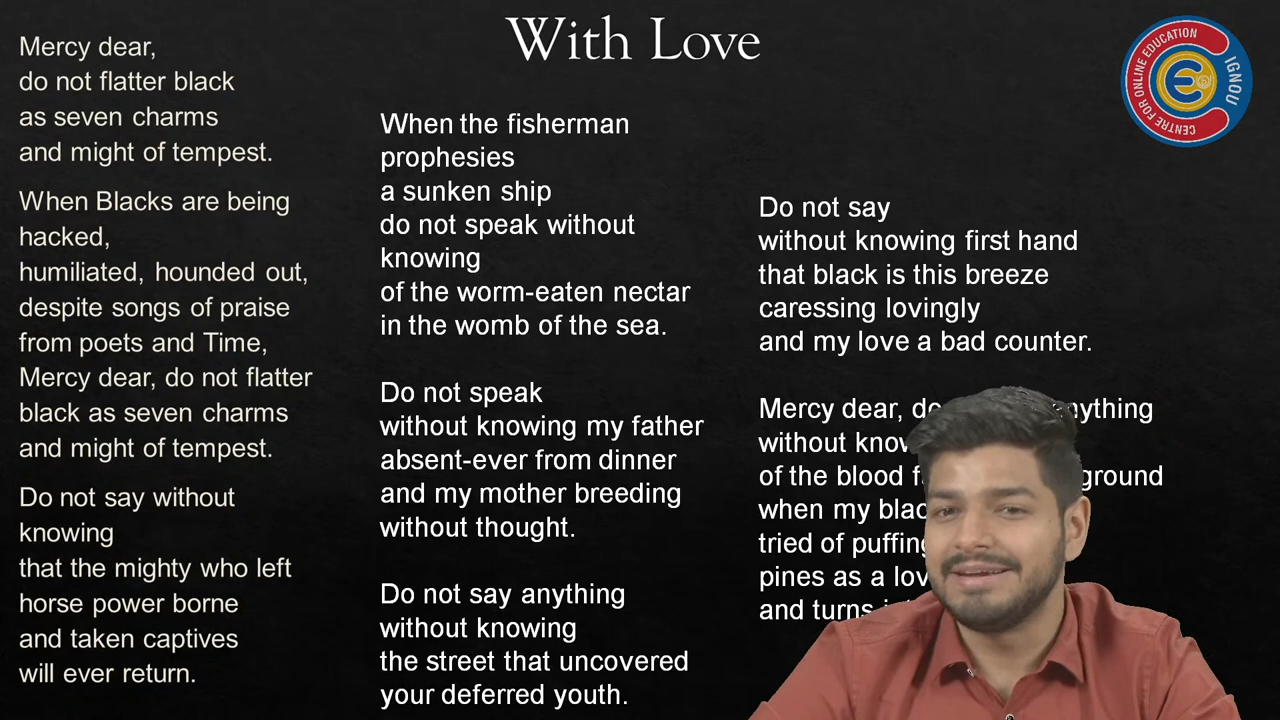 With Love
Mercy dear,
do not flatter black
as seven charms
and might of tempest.
When Blacks are being
hacked,
humiliated, hounded out,
despite songs of praise
from poets and Time,
Mercy dear, do not flatter
black as seven charms
and might of tempest.
Do not say without
knowing
that the mighty who left
horse power borne
and taken captives
will ever return.
When the fisherman
prophesies
a sunken ship
do not speak without
knowing
of the worm-eaten nectar
in the womb of the sea.
Do not speak
without knowing my father
absent-ever from dinner
and my mother breeding
without thought.
Do not say anything
without knowing
the street that uncovered
your deferred youth.
Do not say
without knowing first hand
that black is this breeze
caressing lovingly
and my love a bad counter.
Mercy dear,
without
of the blood ground
when my
tried of puffing
pines as a
and turns
CENTRE FOR ONLINE EDUCATION
IGNOU